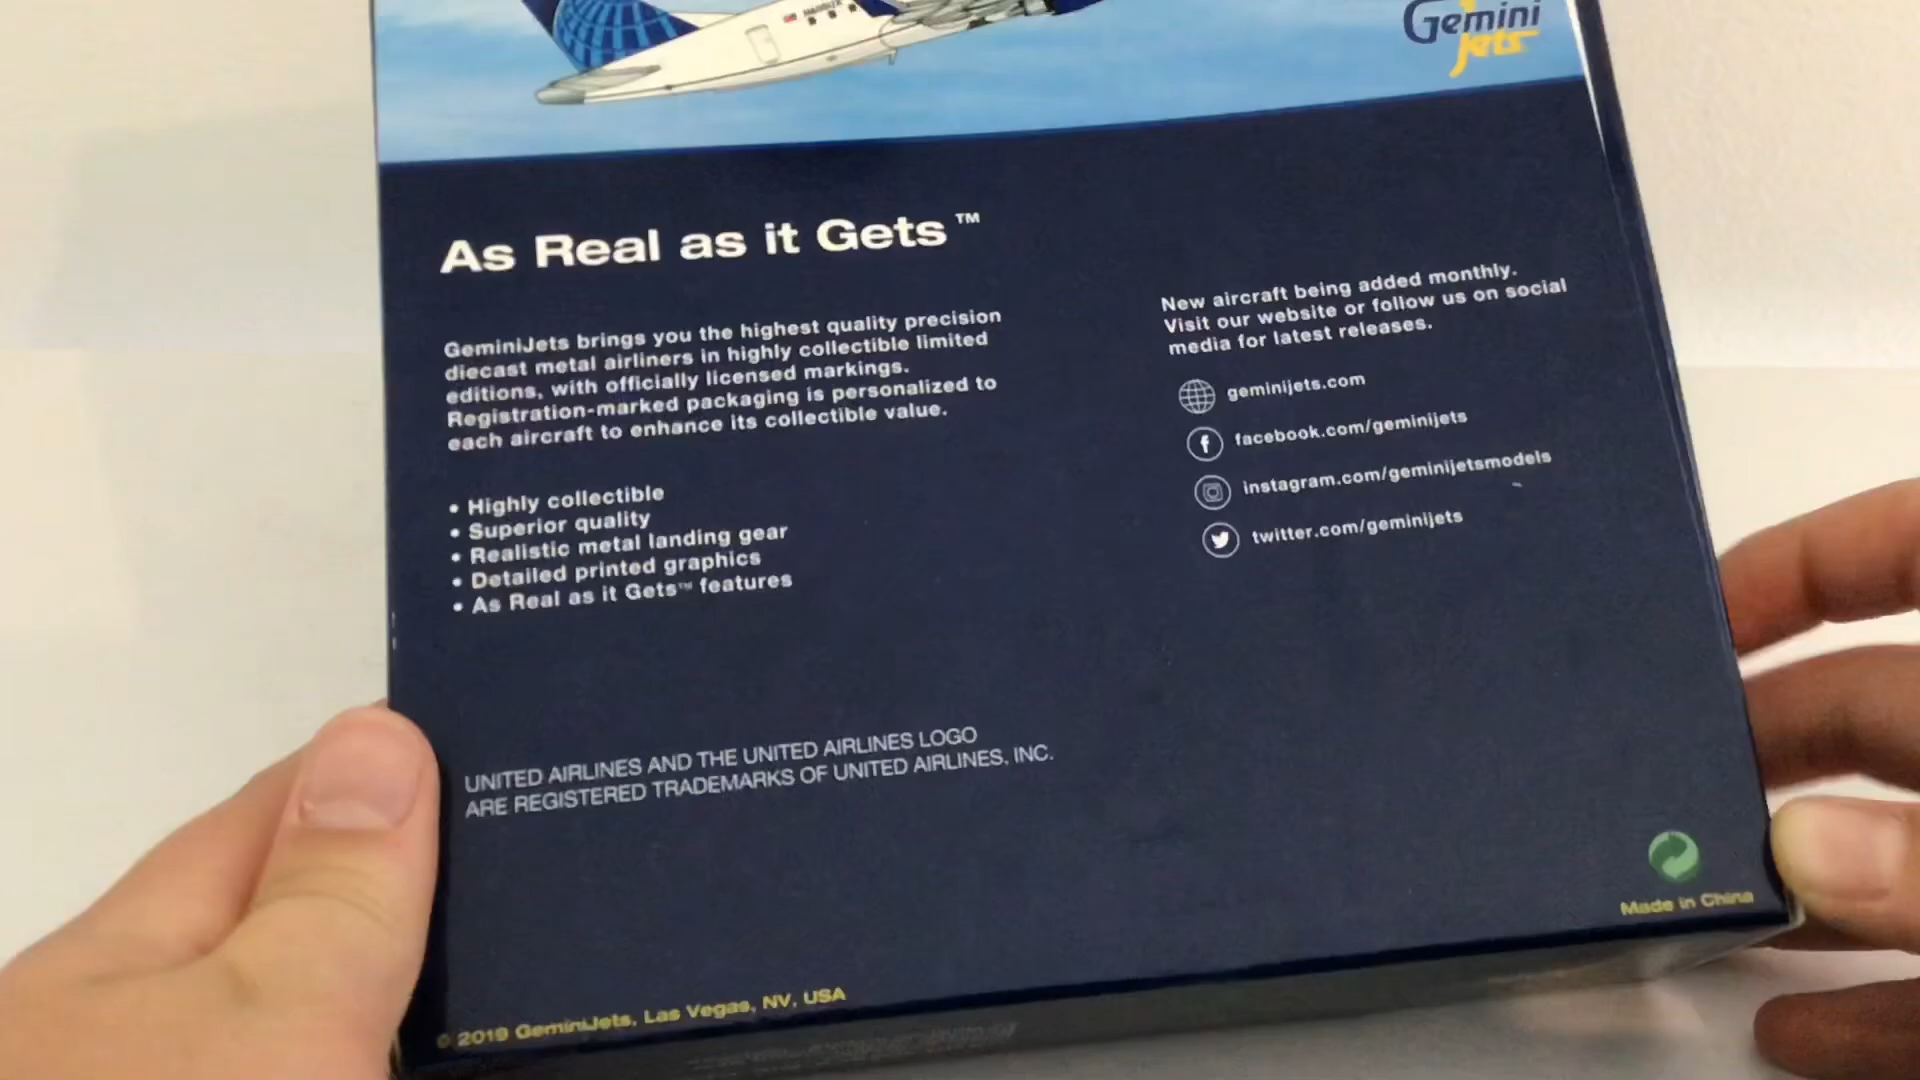 Gemini
Jets
As Real as it Gets™
GeminiJets brings you the highest quality precision
diecast metal airliners in highly collectible limited
editions, with officially licensed markings.
Registration-marked packaging is personalized to
each aircraft to enhance its collectible value.
• Highly collectible
• Superior quality
• Realistic metal landing gear
• Detailed printed graphics
• As Real as it Gets™ features
New aircraft being added monthly.
Visit our website or follow us on social
media for latest releases.
geminijets.com
facebook.com/geminijets
instagram.com/geminijetsmodels
twitter.com/geminijets
UNITED AIRLINES AND THE UNITED AIRLINES LOGO
ARE REGISTERED TRADEMARKS OF UNITED AIRLINES, INC.
Made in China
© 2019 GeminiJets, Las Vegas, NV, USA